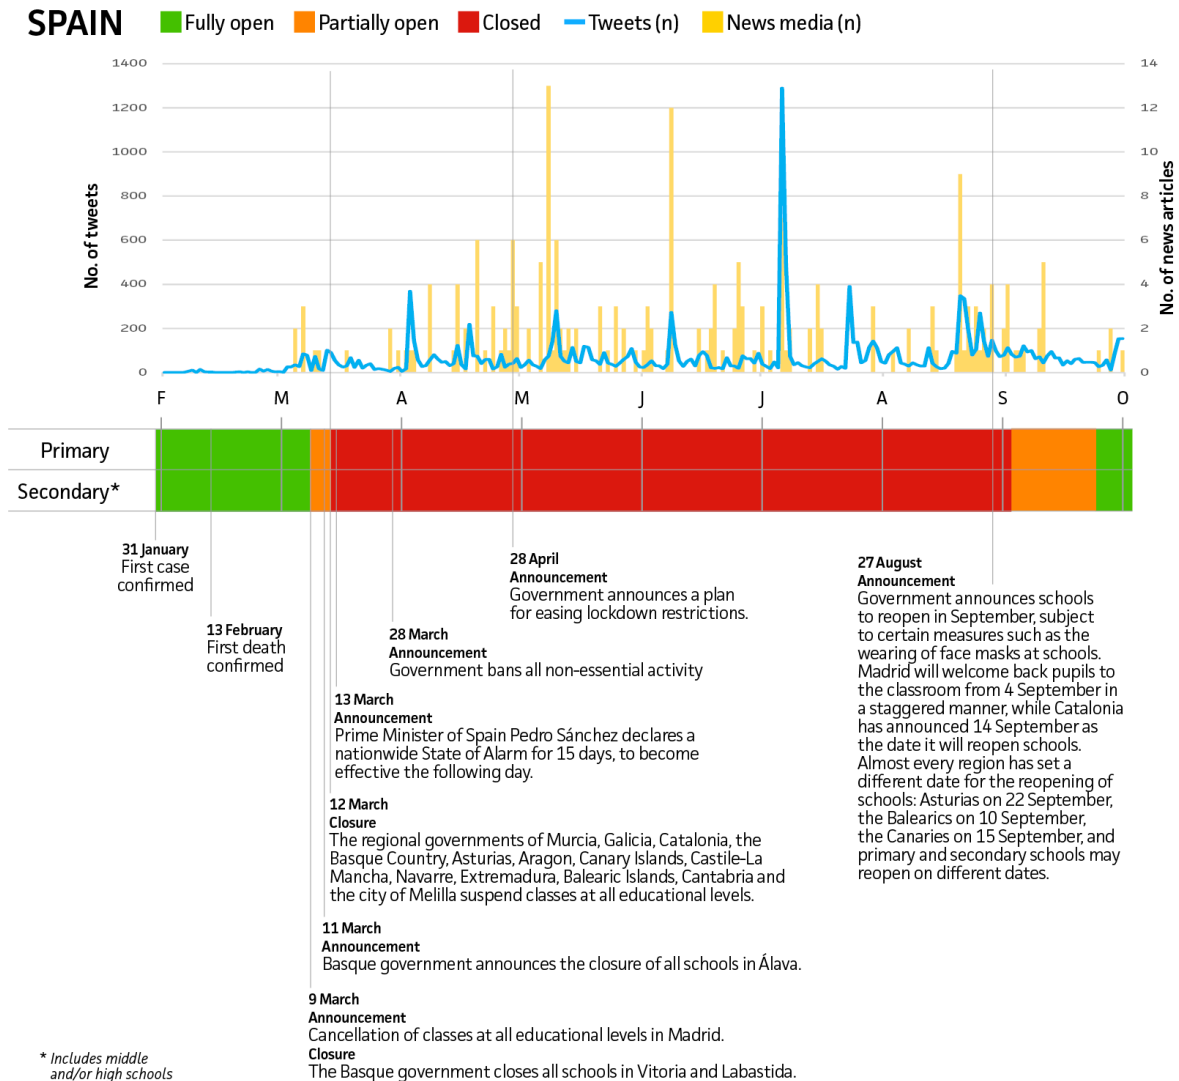 SPAIN
Fully open
Partially open
Closed
Tweets (n)
News media (n)
1400
1200
1000
800
600
400
200
0
No. of tweets
14
12
10
8
6
4
2
0
No. of news articles
F M A M J J A S O
Primary
Secondary*
31 January
First case
confirmed
13 February
First death
confirmed
28 April
Announcement
Government announces a plan
for easing lockdown restrictions.
28 March
Announcement
Government bans all non-essential activity
13 March
Announcement
Prime Minister of Spain Pedro Sánchez declares a
nationwide State of Alarm for 15 days, to become
effective the following day.
12 March
Closure
The regional governments of Murcia, Galicia, Catalonia, the
Basque Country, Asturias, Aragon, Canary Islands, Castile-La
Mancha, Navarre, Extremadura, Balearic Islands, Cantabria and
the city of Melilla suspend classes at all educational levels.
11 March
Announcement
Basque government announces the closure of all schools in Álava.
9 March
Announcement
Cancellation of classes at all educational levels in Madrid.
Closure
The Basque government closes all schools in Vitoria and Labastida.
27 August
Announcement
Government announces schools
to reopen in September, subject
to certain measures such as the
wearing of face masks at schools.
Madrid will welcome back pupils to
the classroom from 4 September in
a staggered manner, while Catalonia
has announced 14 September as
the date it will reopen schools.
Almost every region has set a
different date for the reopening of
schools: Asturias on 22 September,
the Balearics on 10 September,
the Canaries on 15 September, and
primary and secondary schools may
reopen on different dates.
* Includes middle
and/or high schools